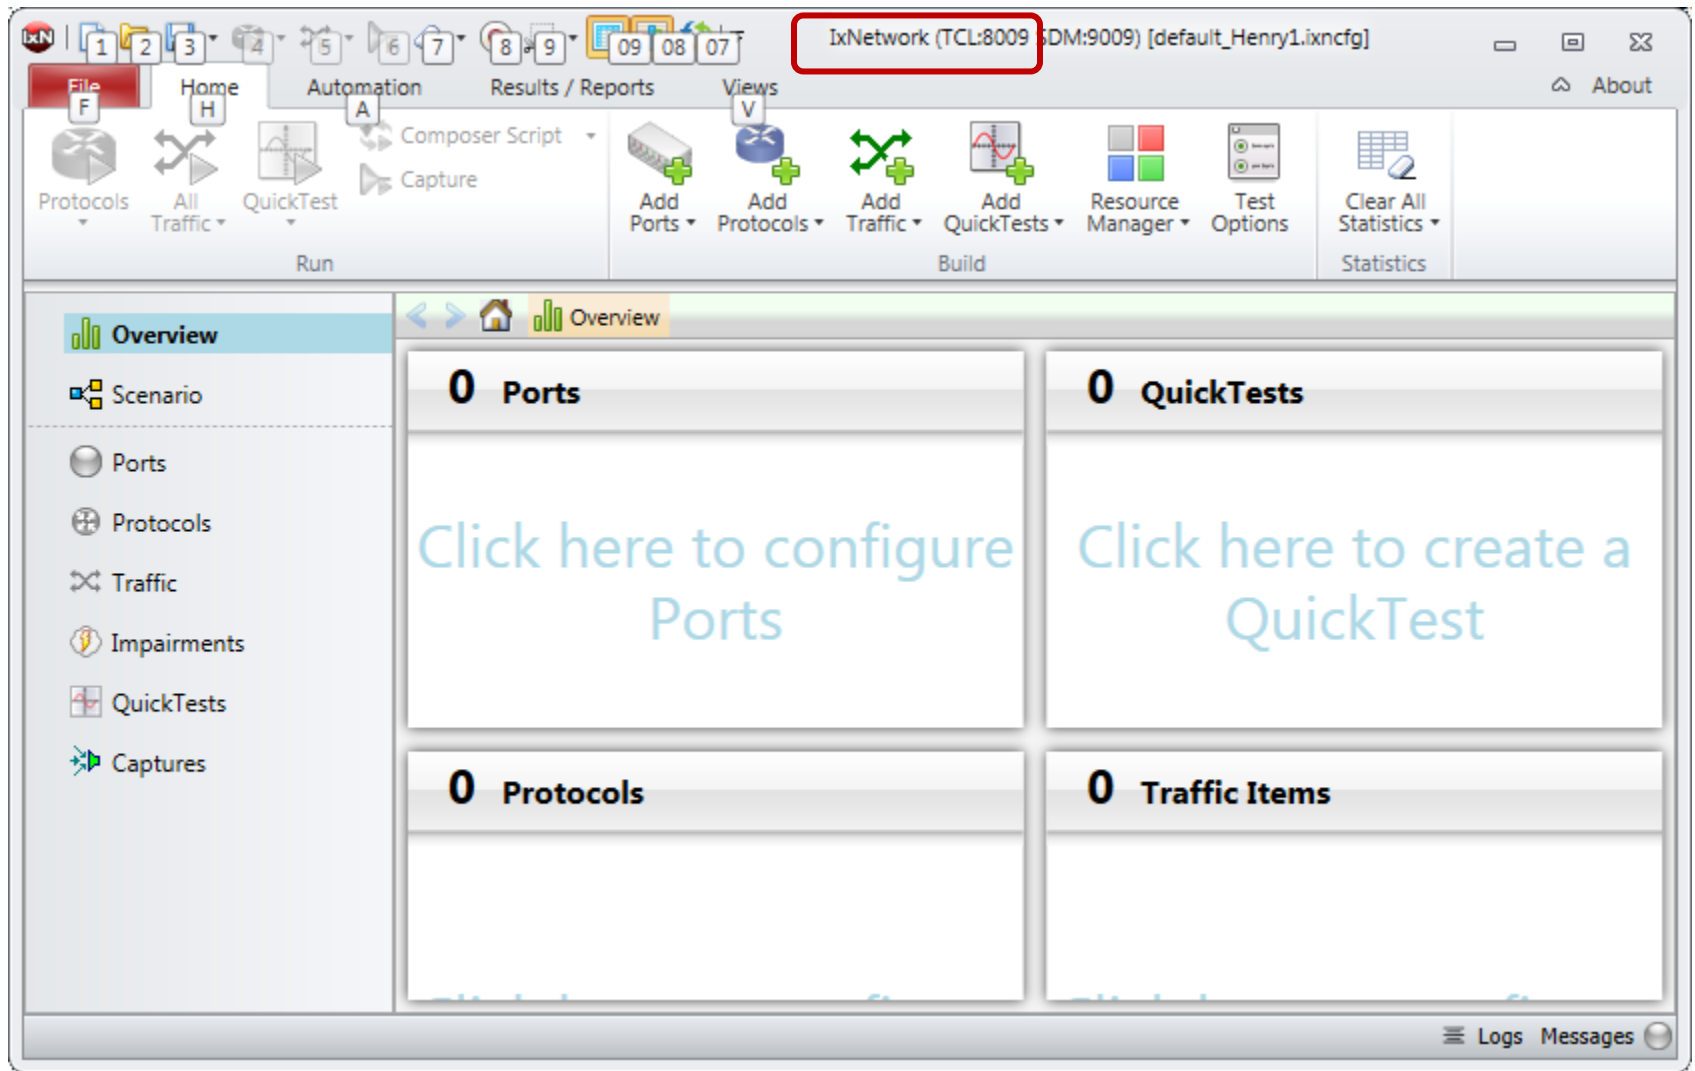 IxN 1 2 3 4 5 6 7 8 9 09 08 07 IxNetwork (TCL:8009 SDM:9009) [default_Henry1.ixncfg]
File Home Automation Results / Reports Views About
F H A V
Composer Script
Capture
Protocols All Traffic QuickTest
Add Ports Add Protocols Add Traffic Add QuickTests Resource Manager Test Options Clear All Statistics
Run Build Statistics
Overview
Scenario
Ports
Protocols
Traffic
Impairments
QuickTests
Captures
Overview
0 Ports
Click here to configure
Ports
0 QuickTests
Click here to create a
QuickTest
0 Protocols
0 Traffic Items
Logs Messages